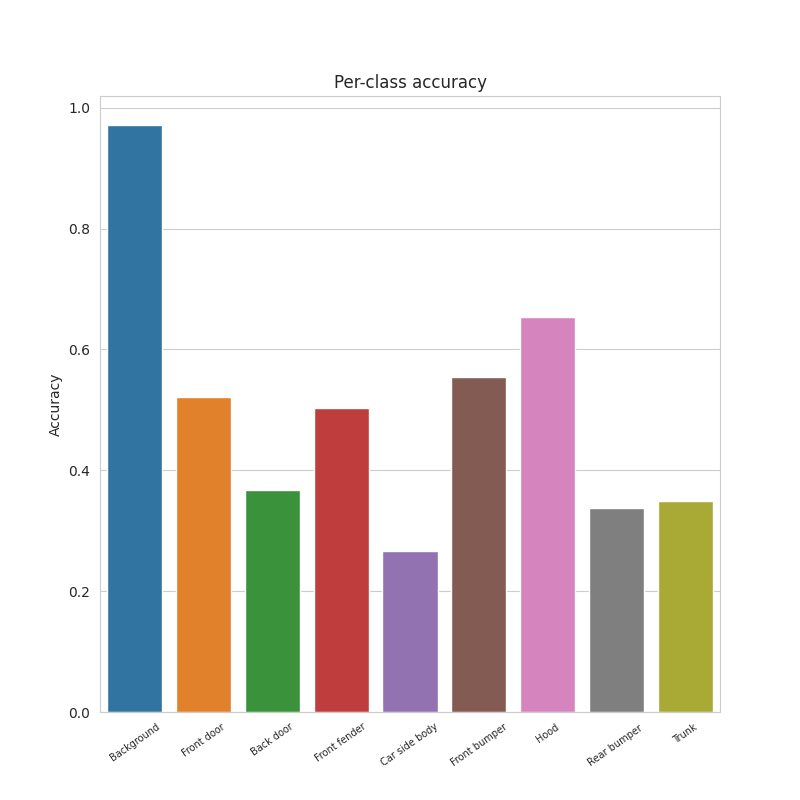 Per-class accuracy
1.0
0.8
0.6
0.4
0.2
0.0
Accuracy
Background
Front door
Back door
Front fender
Car side body
Front bumper
Hood
Rear bumper
Trunk